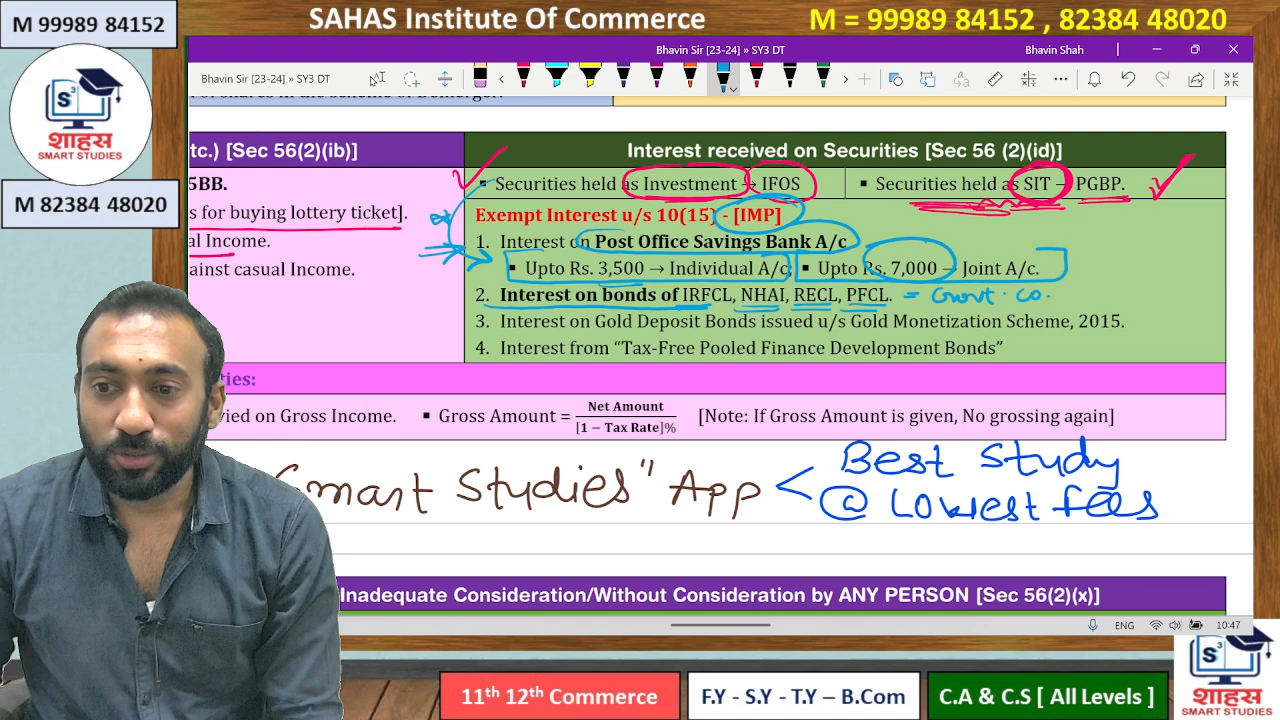 M 99989 84152
SAHAS Institute Of Commerce
M = 99989 84152 , 82384 48020
शाहस
SMART STUDIES
M 82384 48020
Bhavin Sir [23-24] » SY3 DT
Bhavin Shah
Bhavin Sir [23-24] » SY3 DT
tc.) [Sec 56(2)(ib)]
Interest received on Securities [Sec 56 (2)(id)]
5BB.
▪ Securities held as Investment → IFOS
▪ Securities held as SIT → PGBP.
s for buying lottery ticket].
Exempt Interest u/s 10(15) - [IMP]
al Income.
1. Interest on Post Office Savings Bank A/c
ainst casual Income.
▪ Upto Rs. 3,500 → Individual A/c.
▪ Upto Rs. 7,000 → Joint A/c.
2. Interest on bonds of IRFCL, NHAI, RECL, PFCL. = Govt. Co.
3. Interest on Gold Deposit Bonds issued u/s Gold Monetization Scheme, 2015.
4. Interest from “Tax-Free Pooled Finance Development Bonds”
ties:
vied on Gross Income.
▪ Gross Amount = Net Amount / [1 − Tax Rate]%
[Note: If Gross Amount is given, No grossing again]
Smart Studies" App < Best Study
@ Lowest fees
Inadequate Consideration/Without Consideration by ANY PERSON [Sec 56(2)(x)]
ENG
10:47
11th 12th Commerce
F.Y - S.Y - T.Y – B.Com
C.A & C.S [ All Levels ]
शाहस
SMART STUDIES